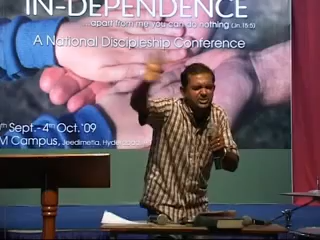 IN-DEPENDENCE
...apart from me you can do nothing (Jn.15:5)
A National Discipleship Conference
Sept.-4 Oct.'09
M Campus, Jeedimetla, Hyderabad